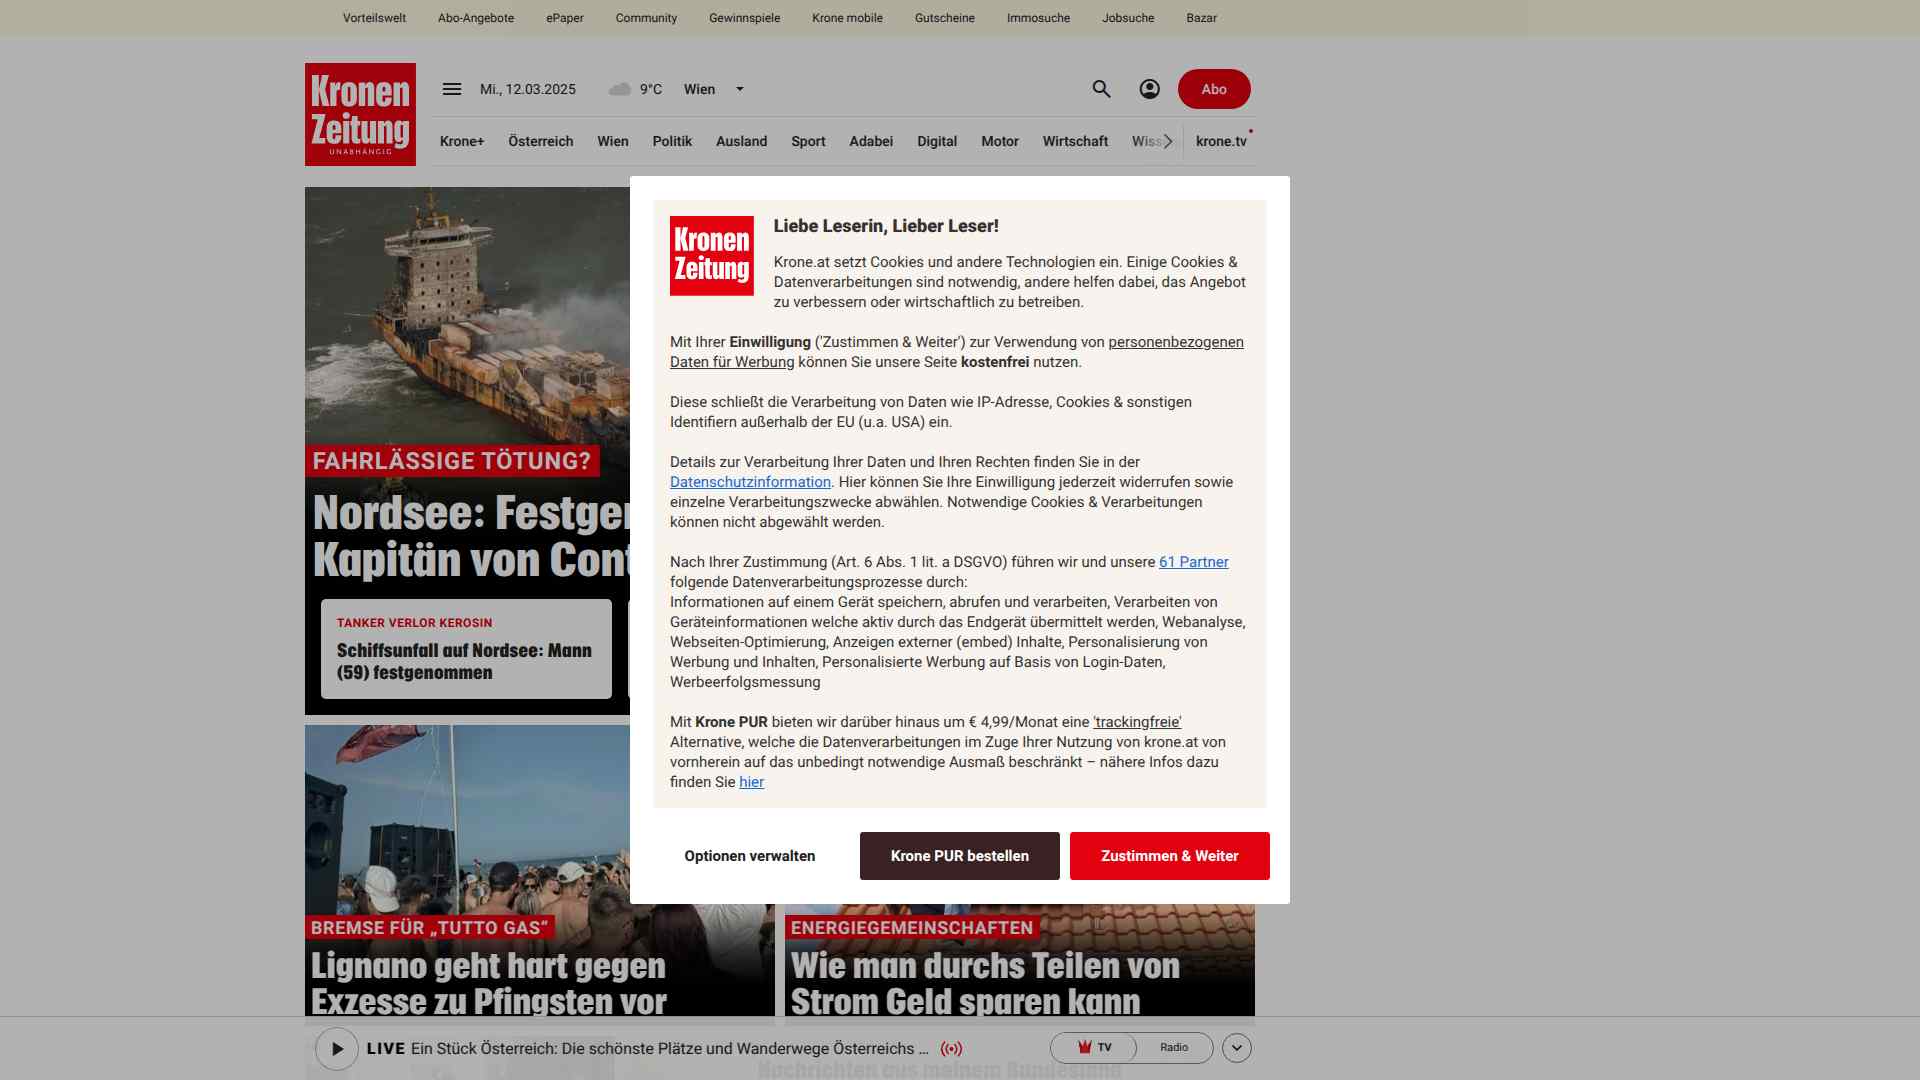 Vorteilswelt Abo-Angebote ePaper Community Gewinnspiele Krone mobile Gutscheine Immosuche Jobsuche Bazar
Kronen
Zeitung
UNABHÄNGIG
Mi., 12.03.2025 9°C Wien
Abo
Krone+ Österreich Wien Politik Ausland Sport Adabei Digital Motor Wirtschaft krone.tv
FAHRLÄSSIGE TÖTUNG?
Nordsee:
Kapitän von
TANKER VERLOR KEROSIN
Schiffsunfall auf Nordsee: Mann
(59) festgenommen
Kronen
Zeitung
Liebe Leserin, Lieber Leser!
Krone.at setzt Cookies und andere Technologien ein. Einige Cookies &
Datenverarbeitungen sind notwendig, andere helfen dabei, das Angebot
zu verbessern oder wirtschaftlich zu betreiben.
Mit Ihrer Einwilligung ('Zustimmen & Weiter') zur Verwendung von personenbezogenen
Daten für Werbung können Sie unsere Seite kostenfrei nutzen.
Diese schließt die Verarbeitung von Daten wie IP-Adresse, Cookies & sonstigen
Identifiern außerhalb der EU (u.a. USA) ein.
Details zur Verarbeitung Ihrer Daten und Ihren Rechten finden Sie in der
Datenschutzinformation. Hier können Sie Ihre Einwilligung jederzeit widerrufen sowie
einzelne Verarbeitungszwecke abwählen. Notwendige Cookies & Verarbeitungen
können nicht abgewählt werden.
Nach Ihrer Zustimmung (Art. 6 Abs. 1 lit. a DSGVO) führen wir und unsere 61 Partner
folgende Datenverarbeitungsprozesse durch:
Informationen auf einem Gerät speichern, abrufen und verarbeiten, Verarbeiten von
Geräteinformationen welche aktiv durch das Endgerät übermittelt werden, Webanalyse,
Webseiten-Optimierung, Anzeigen externer (embed) Inhalte, Personalisierung von
Werbung und Inhalten, Personalisierte Werbung auf Basis von Login-Daten,
Werbeerfolgsmessung
Mit Krone PUR bieten wir darüber hinaus um € 4,99/Monat eine 'trackingfreie'
Alternative, welche die Datenverarbeitungen im Zuge Ihrer Nutzung von krone.at von
vornherein auf das unbedingt notwendige Ausmaß beschränkt – nähere Infos dazu
finden Sie hier
Optionen verwalten Krone PUR bestellen Zustimmen & Weiter
BREMSE FÜR „TUTTO GAS“
Lignano geht hart gegen
Exzesse zu Pfingsten vor
ENERGIEGEMEINSCHAFTEN
Wie man durchs Teilen von
Strom Geld sparen kann
LIVE Ein Stück Österreich: Die schönste Plätze und Wanderwege Österreichs ... TV Radio
Nachrichten aus meinem Bundesland